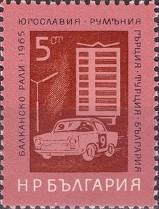 ЮГОСЛАВИЯ - РУМЪНИЯ
БАЛКАНСКО РАЛИ · 1965
5 СТ
ГЪРЦИЯ - ТУРЦИЯ - БЪЛГАРИЯ
НР БЪЛГАРИЯ